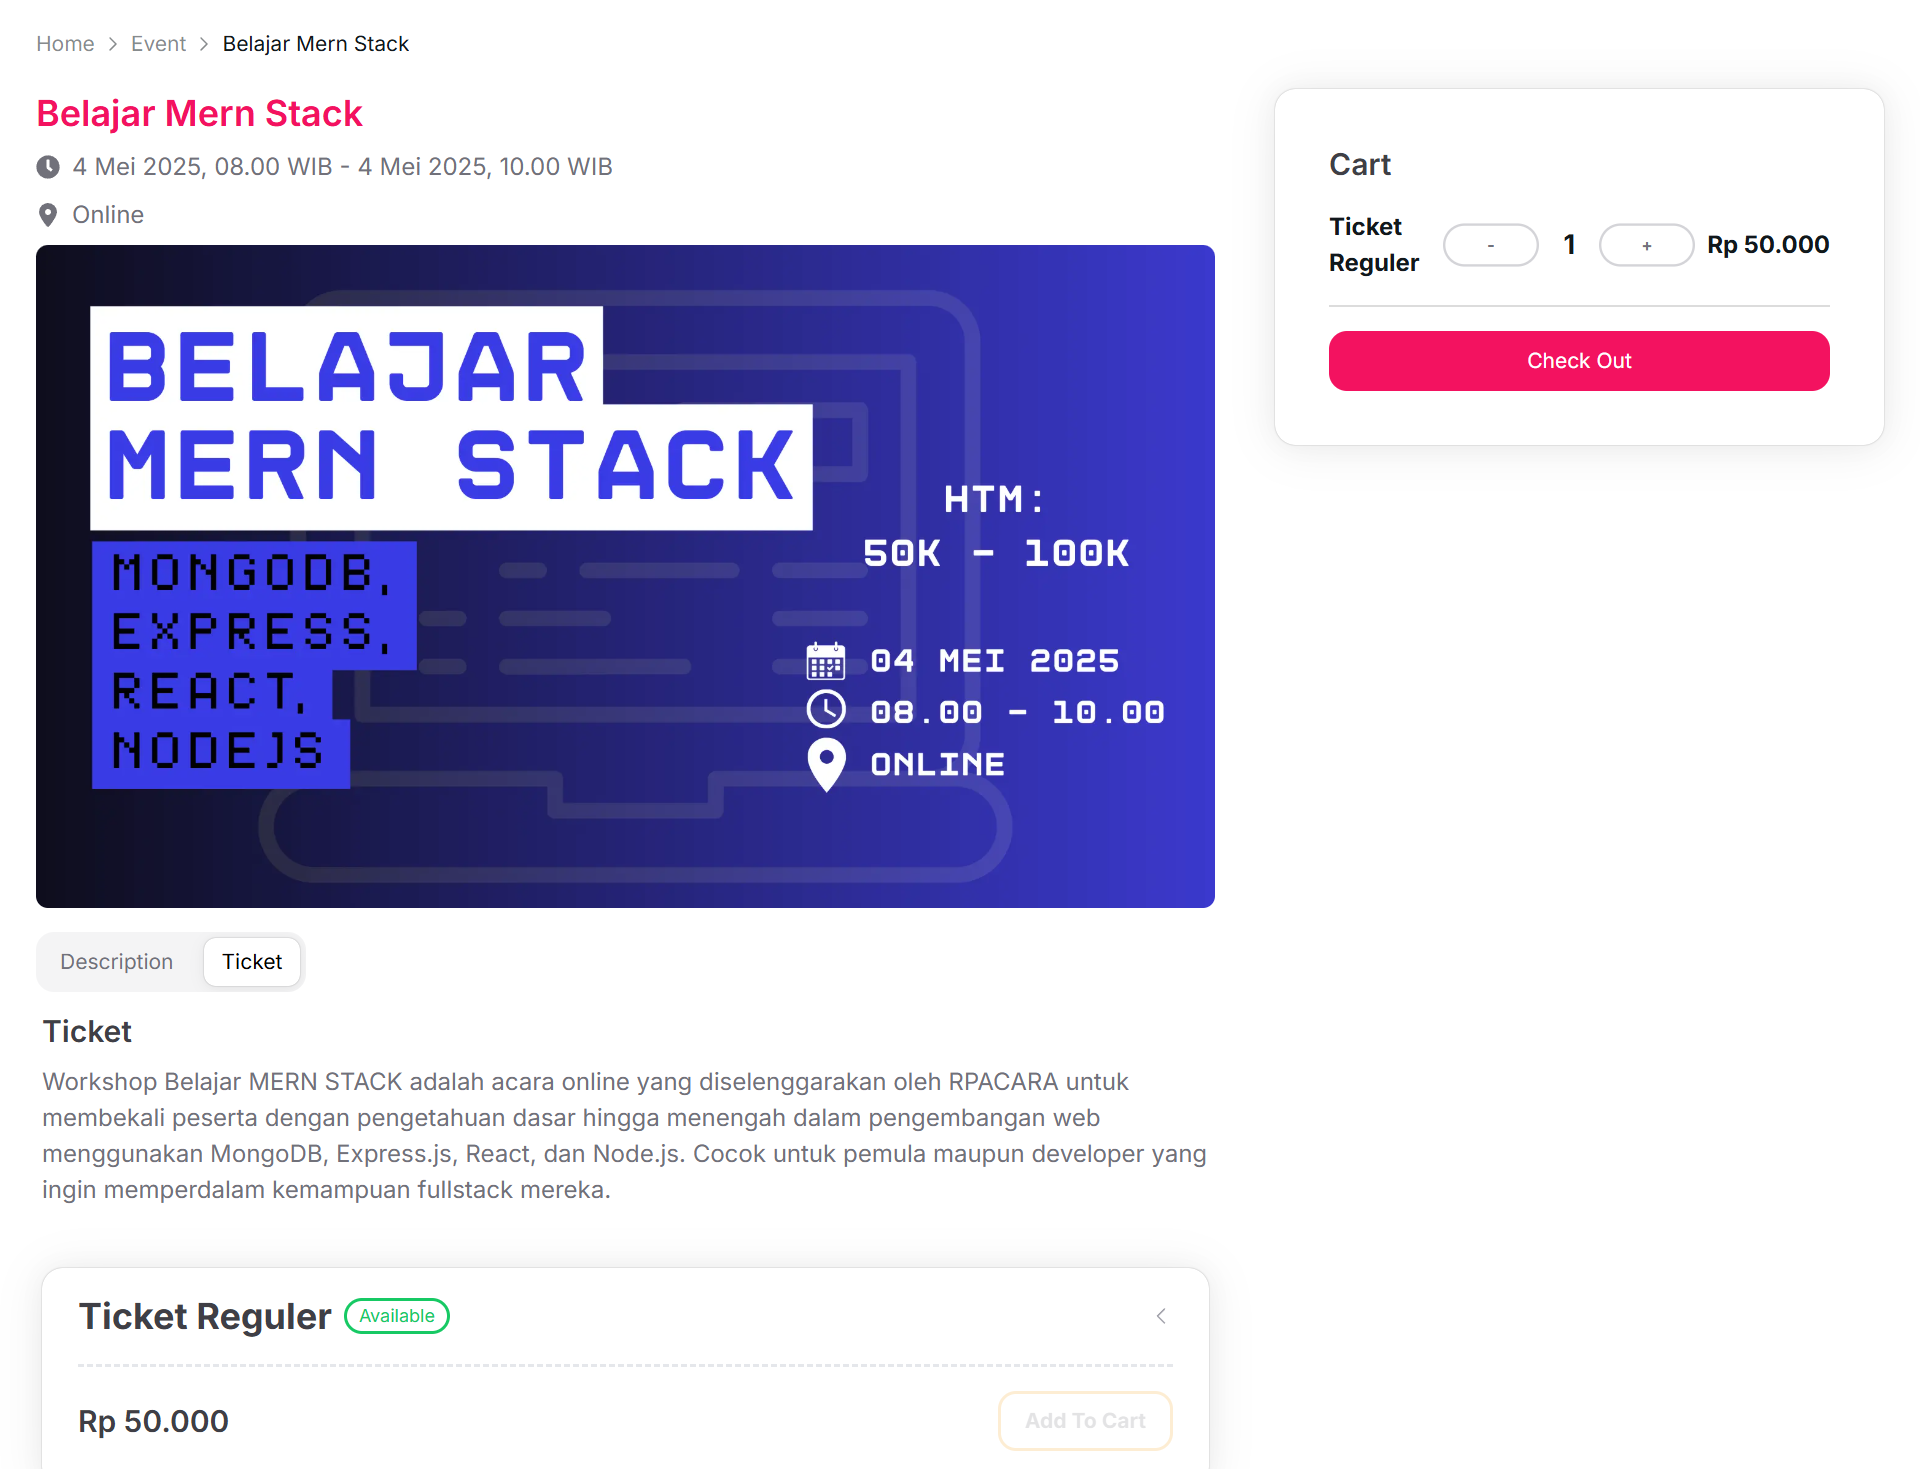 Home > Event > Belajar Mern Stack
Belajar Mern Stack
4 Mei 2025, 08.00 WIB - 4 Mei 2025, 10.00 WIB
Online
BELAJAR
MERN STACK
MONGODB,
EXPRESS,
REACT,
NODEJS
HTM:
50K - 100K
04 MEI 2025
08.00 - 10.00
ONLINE
Description
Ticket
Ticket
Workshop Belajar MERN STACK adalah acara online yang diselenggarakan oleh RPACARA untuk
membekali peserta dengan pengetahuan dasar hingga menengah dalam pengembangan web
menggunakan MongoDB, Express.js, React, dan Node.js. Cocok untuk pemula maupun developer yang
ingin memperdalam kemampuan fullstack mereka.
Ticket Reguler Available
Rp 50.000 Add To Cart
Cart
Ticket
Reguler
- 1 + Rp 50.000
Check Out